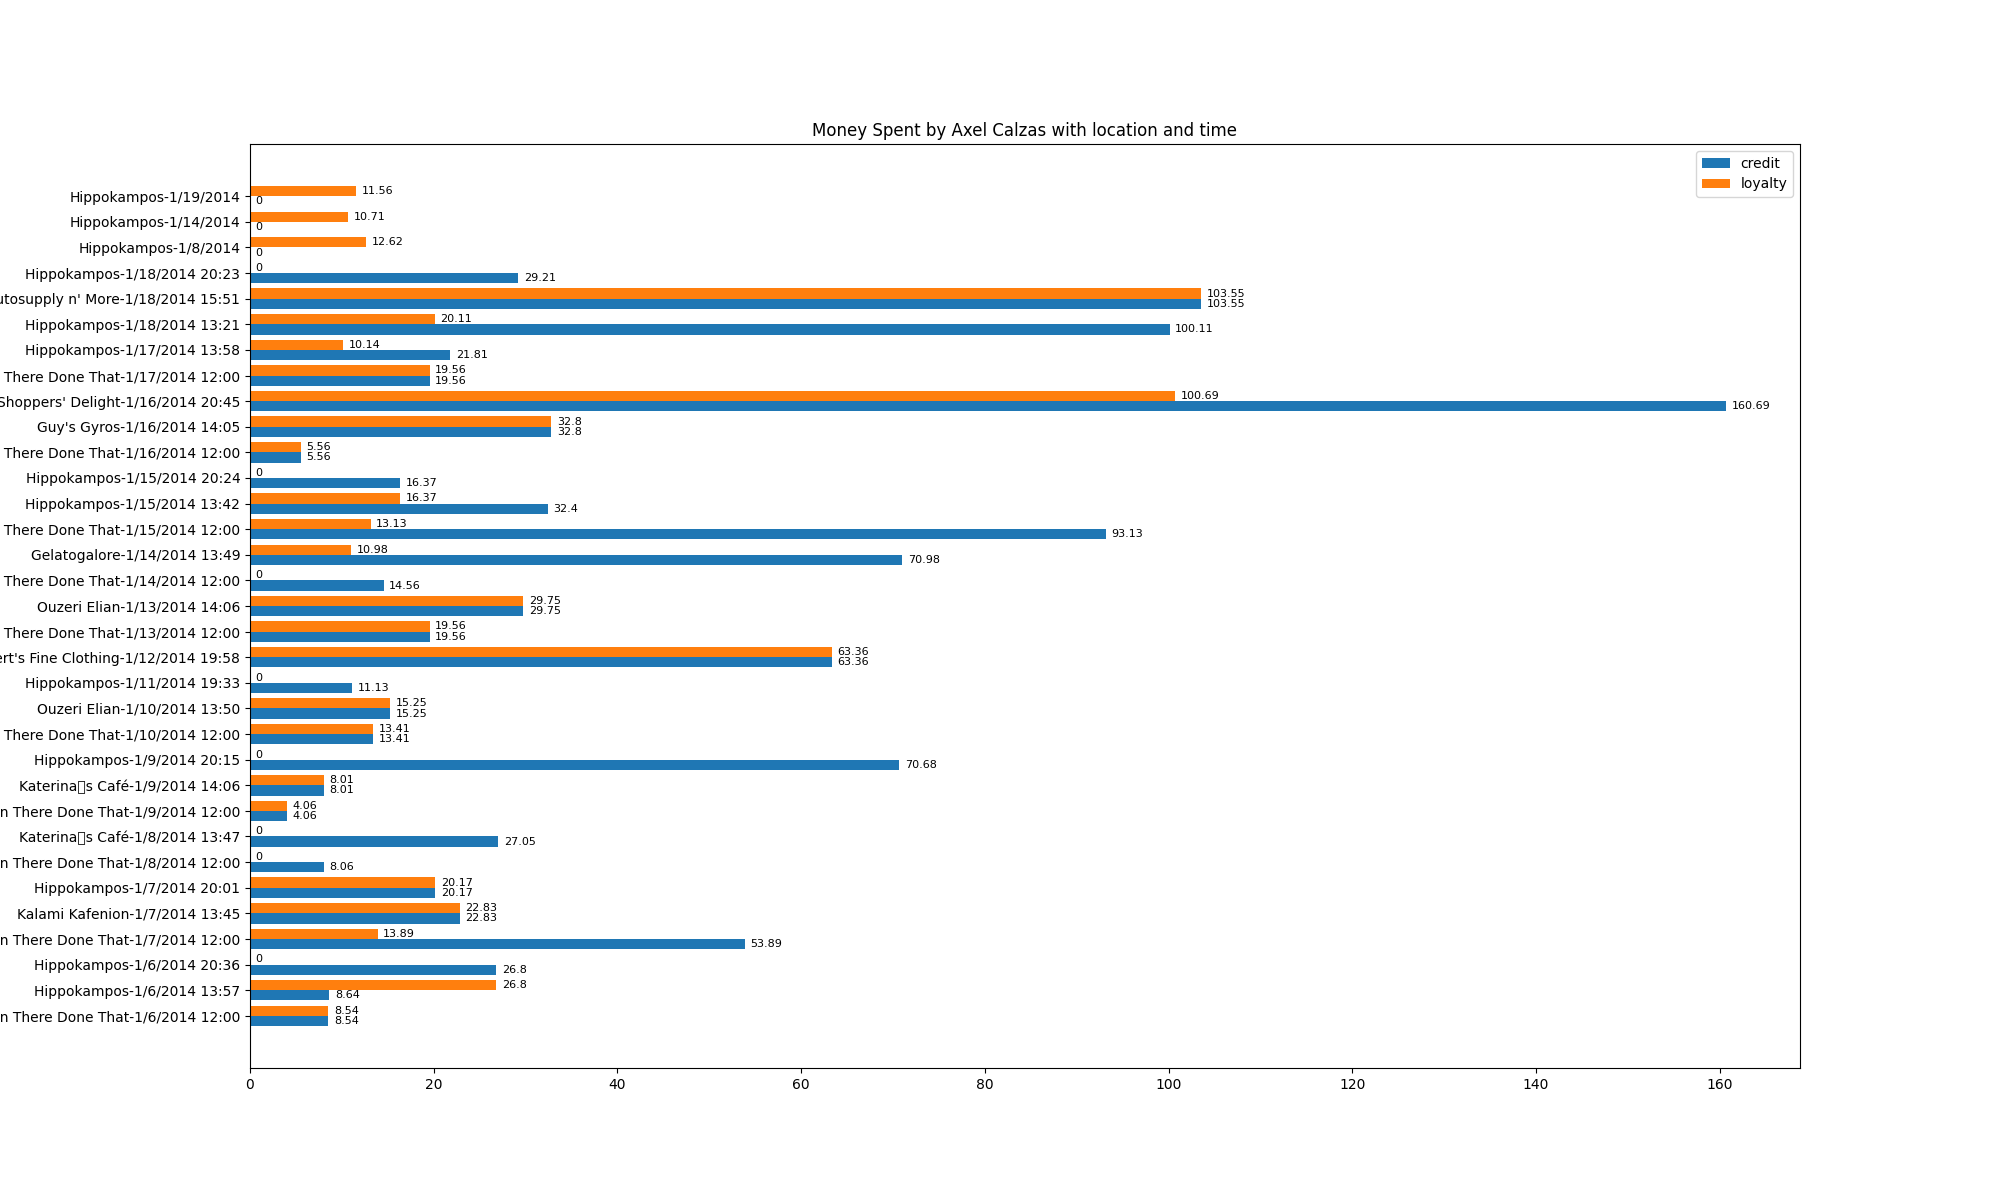 Money Spent by Axel Calzas with location and time
credit
loyalty
Hippokampos-1/19/2014 11.56
0
Hippokampos-1/14/2014 10.71
0
Hippokampos-1/8/2014 12.62
0
Hippokampos-1/18/2014 20:23 0
29.21
n' More-1/18/2014 15:51 103.55
103.55
Hippokampos-1/18/2014 13:21 20.11
100.11
Hippokampos-1/17/2014 13:58 10.14
21.81
There Done That-1/17/2014 12:00 19.56
19.56
Shoppers' Delight-1/16/2014 20:45 100.69
160.69
Guy's Gyros-1/16/2014 14:05 32.8
32.8
There Done That-1/16/2014 12:00 5.56
5.56
Hippokampos-1/15/2014 20:24 0
16.37
Hippokampos-1/15/2014 13:42 16.37
32.4
There Done That-1/15/2014 12:00 13.13
93.13
Gelatogalore-1/14/2014 13:49 10.98
70.98
There Done That-1/14/2014 12:00 0
14.56
Ouzeri Elian-1/13/2014 14:06 29.75
29.75
There Done That-1/13/2014 12:00 19.56
19.56
Fine Clothing-1/12/2014 19:58 63.36
63.36
Hippokampos-1/11/2014 19:33 0
11.13
Ouzeri Elian-1/10/2014 13:50 15.25
15.25
There Done That-1/10/2014 12:00 13.41
13.41
Hippokampos-1/9/2014 20:15 0
70.68
Katerina▯s Café-1/9/2014 14:06 8.01
8.01
n There Done That-1/9/2014 12:00 4.06
4.06
Katerina▯s Café-1/8/2014 13:47 0
27.05
n There Done That-1/8/2014 12:00 0
8.06
Hippokampos-1/7/2014 20:01 20.17
20.17
Kalami Kafenion-1/7/2014 13:45 22.83
22.83
n There Done That-1/7/2014 12:00 13.89
53.89
Hippokampos-1/6/2014 20:36 0
26.8
Hippokampos-1/6/2014 13:57 26.8
8.64
n There Done That-1/6/2014 12:00 8.54
8.54
0 20 40 60 80 100 120 140 160